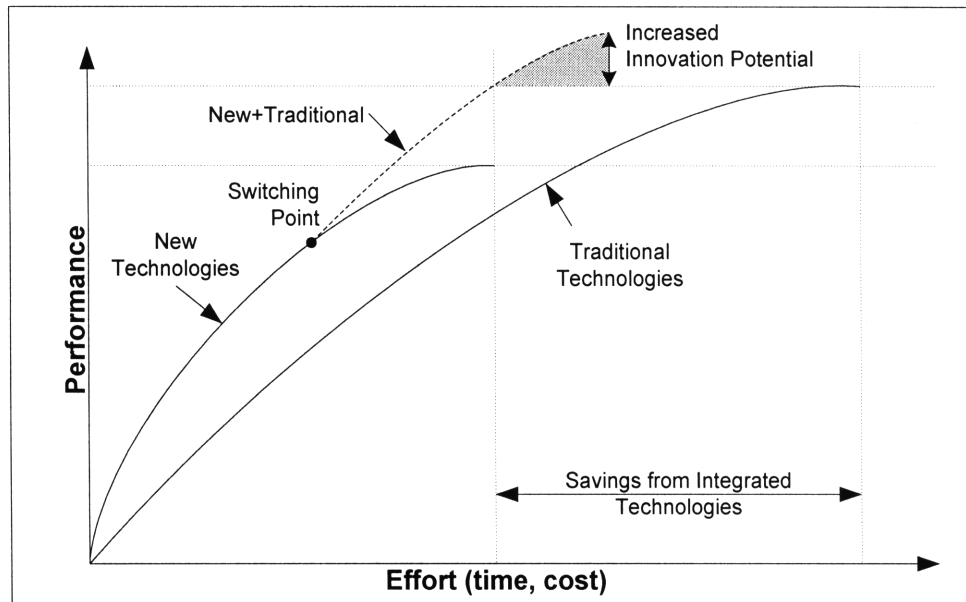 Increased
Innovation Potential
New+Traditional
Switching
Point
New
Technologies
Traditional
Technologies
Performance
Savings from Integrated
Technologies
Effort (time, cost)